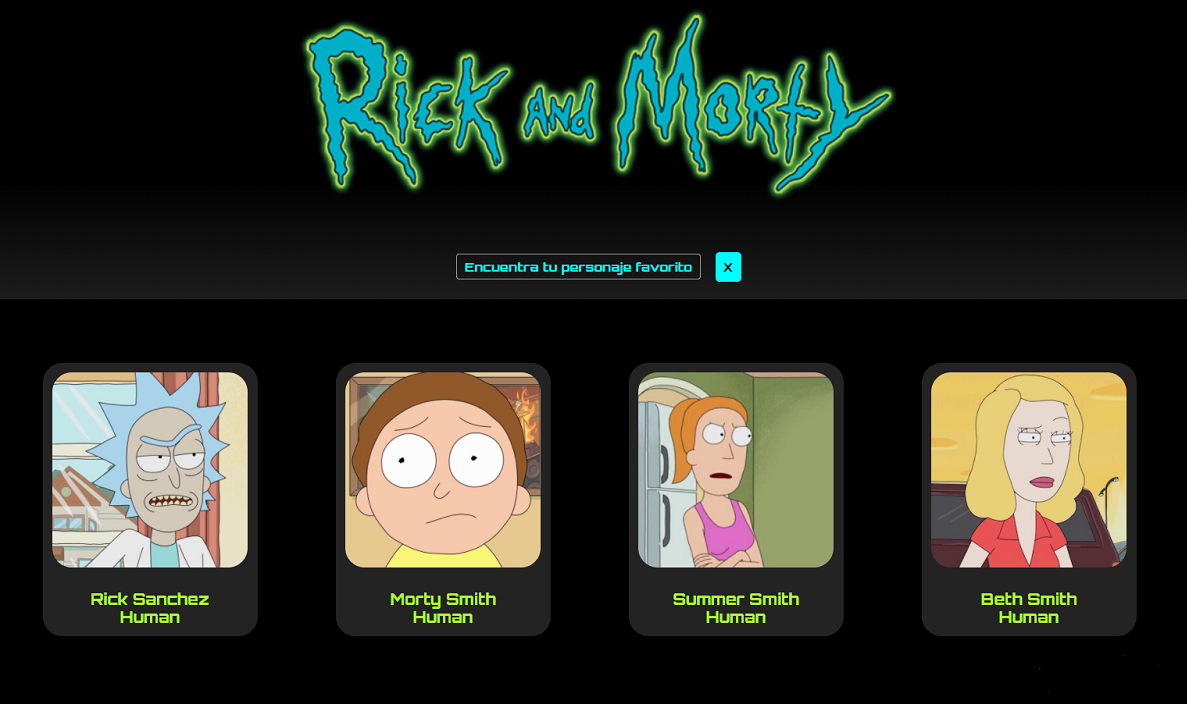 Rick and Morty
Encuentra tu personaje favorito
X
Rick Sanchez
Human
Morty Smith
Human
Summer Smith
Human
Beth Smith
Human